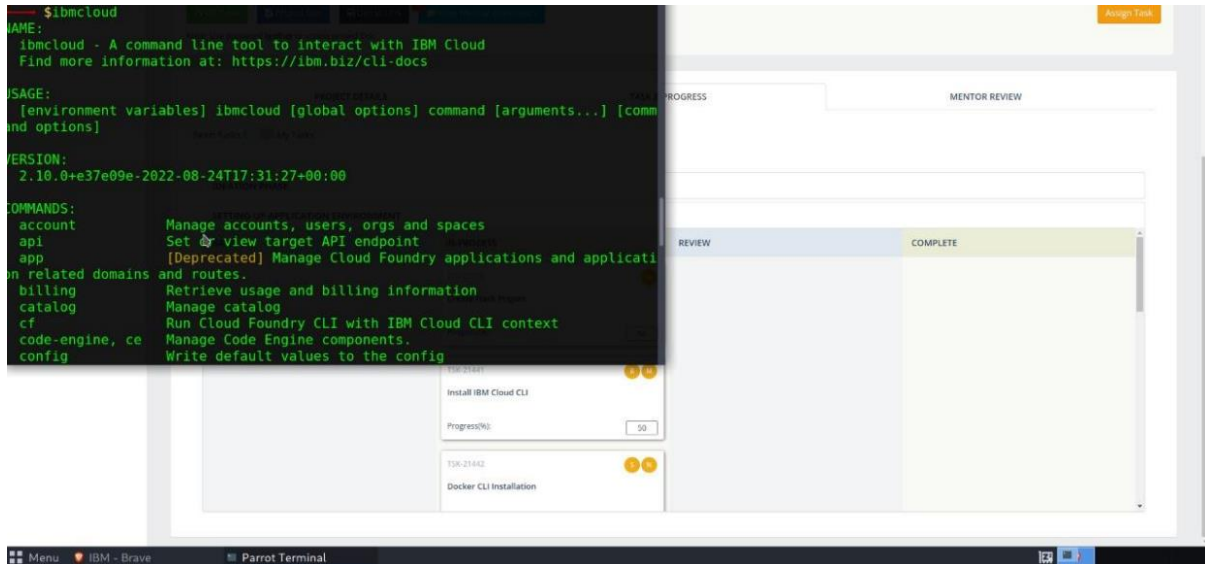 $ibmcloud
NAME:
ibmcloud - A command line tool to interact with IBM Cloud
Find more information at: https://ibm.biz/cli-docs
USAGE:
[environment variables] ibmcloud [global options] command [arguments...] [comm
and options]
VERSION:
2.10.0+e37e09e-2022-08-24T17:31:27+00:00
COMMANDS:
account Manage accounts, users, orgs and spaces
api Set or view target API endpoint
app [Deprecated] Manage Cloud Foundry applications and applicati
on related domains and routes.
billing Retrieve usage and billing information
catalog Manage catalog
cf Run Cloud Foundry CLI with IBM Cloud CLI context
code-engine, ce Manage Code Engine components.
config Write default values to the config
Assign Task
PROGRESS
MENTOR REVIEW
REVIEW
COMPLETE
TSK-21441
Install IBM Cloud CLI
Progress(%):
50
TSK-21442
S N
Docker CLI Installation
Menu
IBM - Brave
Parrot Terminal